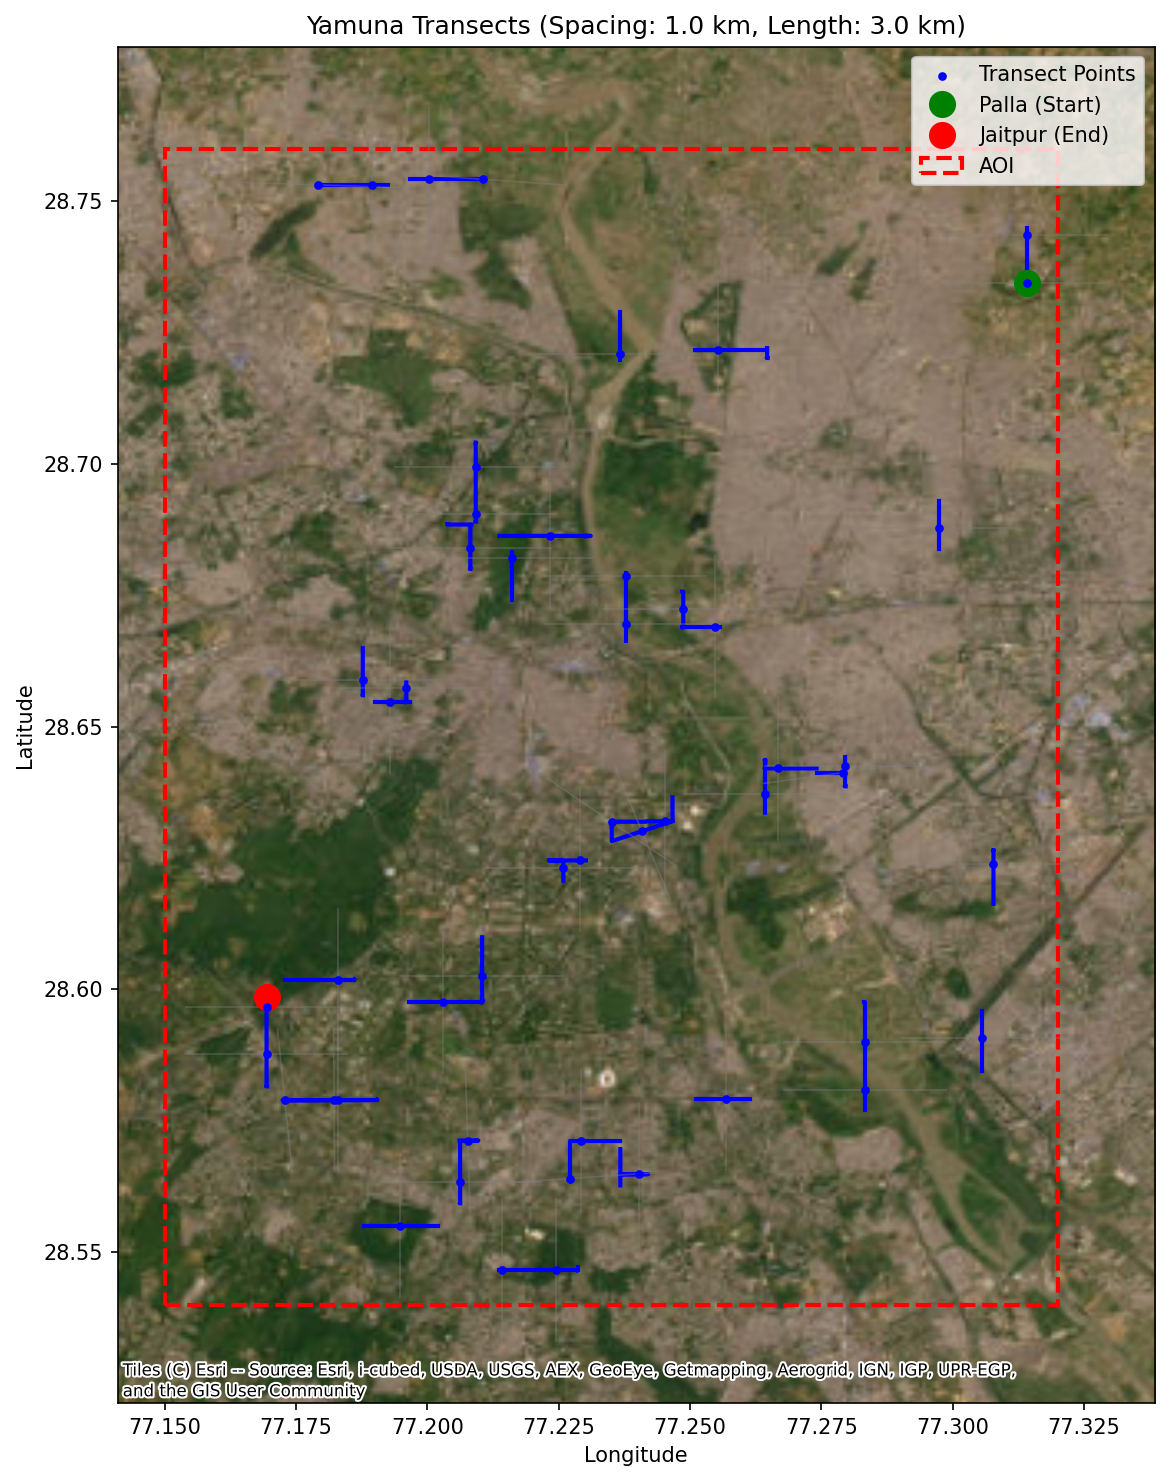 Yamuna Transects (Spacing: 1.0 km, Length: 3.0 km)
Transect Points
Palla (Start)
Jaitpur (End)
AOI
28.75
28.70
28.65
28.60
28.55
Latitude
Tiles (C) Esri -- Source: Esri, i-cubed, USDA, USGS, AEX, GeoEye, Getmapping, Aerogrid, IGN, IGP, UPR-EGP,
and the GIS User Community
77.150 77.175 77.200 77.225 77.250 77.275 77.300 77.325
Longitude